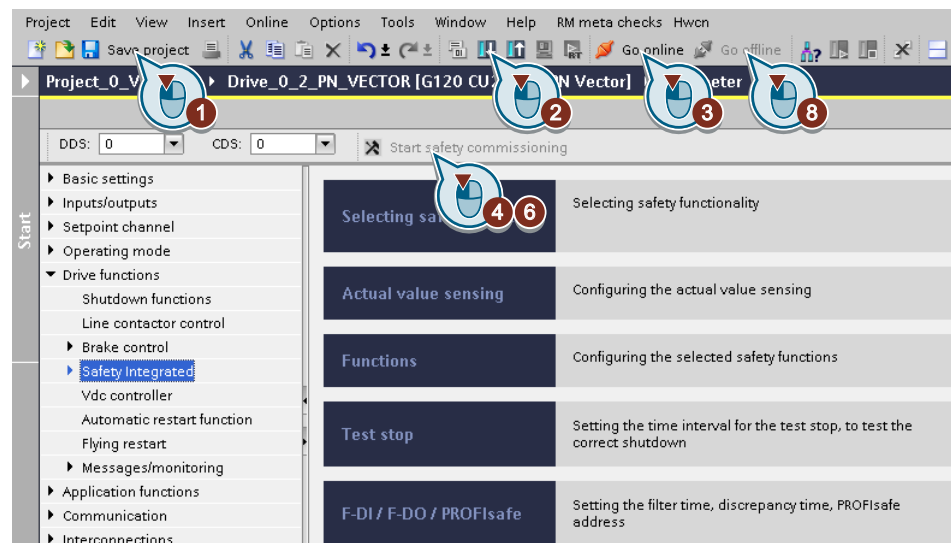 Project Edit View Insert Online Options Tools Window Help RM meta checks Hwcn
Save project Go online Go offline
Project_0_V Drive_0_2_PN_VECTOR [G120 CU N Vector] eter
1 2 3 8
DDS: 0 CDS: 0 Start safety commissioning
4 6
Basic settings
Inputs/outputs
Setpoint channel
Operating mode
Drive functions
Shutdown functions
Line contactor control
Brake control
Safety Integrated
Vdc controller
Automatic restart function
Flying restart
Messages/monitoring
Application functions
Communication
Interconnections
Start
Selecting sa
Selecting safety functionality
Actual value sensing
Configuring the actual value sensing
Functions
Configuring the selected safety functions
Test stop
Setting the time interval for the test stop, to test the
correct shutdown
F-DI / F-DO / PROFIsafe
Setting the filter time, discrepancy time, PROFIsafe
address